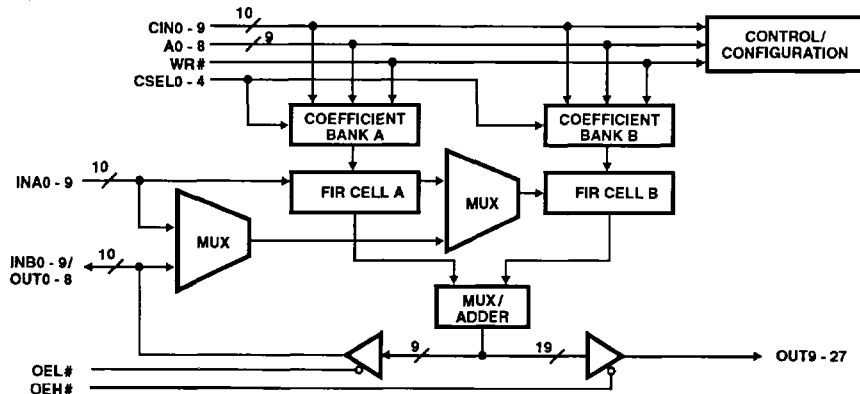 CIN0 - 9
10
A0 - 8
9
WR#
CSEL0 - 4
CONTROL/
CONFIGURATION
COEFFICIENT
BANK A
COEFFICIENT
BANK B
INA0 - 9
10
FIR CELL A
MUX
FIR CELL B
MUX
INB0 - 9/
OUT0 - 8
10
MUX/
ADDER
9
19
OUT9 - 27
OEL#
OEH#